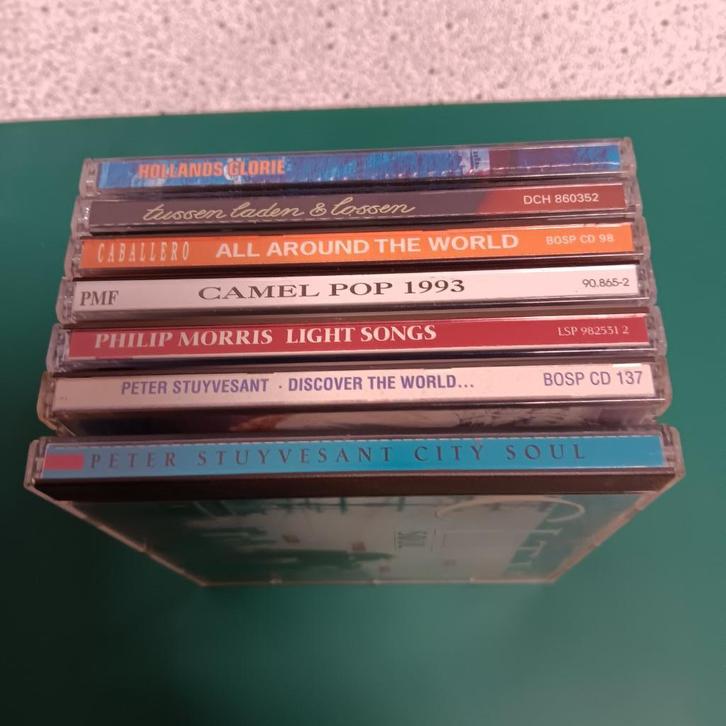 HOLLANDS GLORIE
tussen laden & lossen DCH 860352
CABALLERO ALL AROUND THE WORLD BOSP CD 98
PMF CAMEL POP 1993 90.865-2
PHILIP MORRIS LIGHT SONGS LSP 982531 2
PETER STUYVESANT · DISCOVER THE WORLD... BOSP CD 137
PETER STUYVESANT CITY SOUL